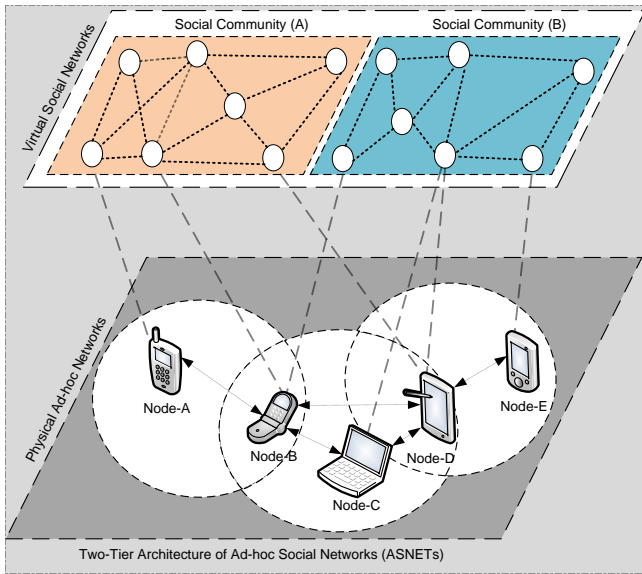 Social Community (A)
Social Community (B)
Virtual Social Networks
Physical Ad-hoc Networks
Node-A
Node-B
Node-C
Node-D
Node-E
Two-Tier Architecture of Ad-hoc Social Networks (ASNETs)